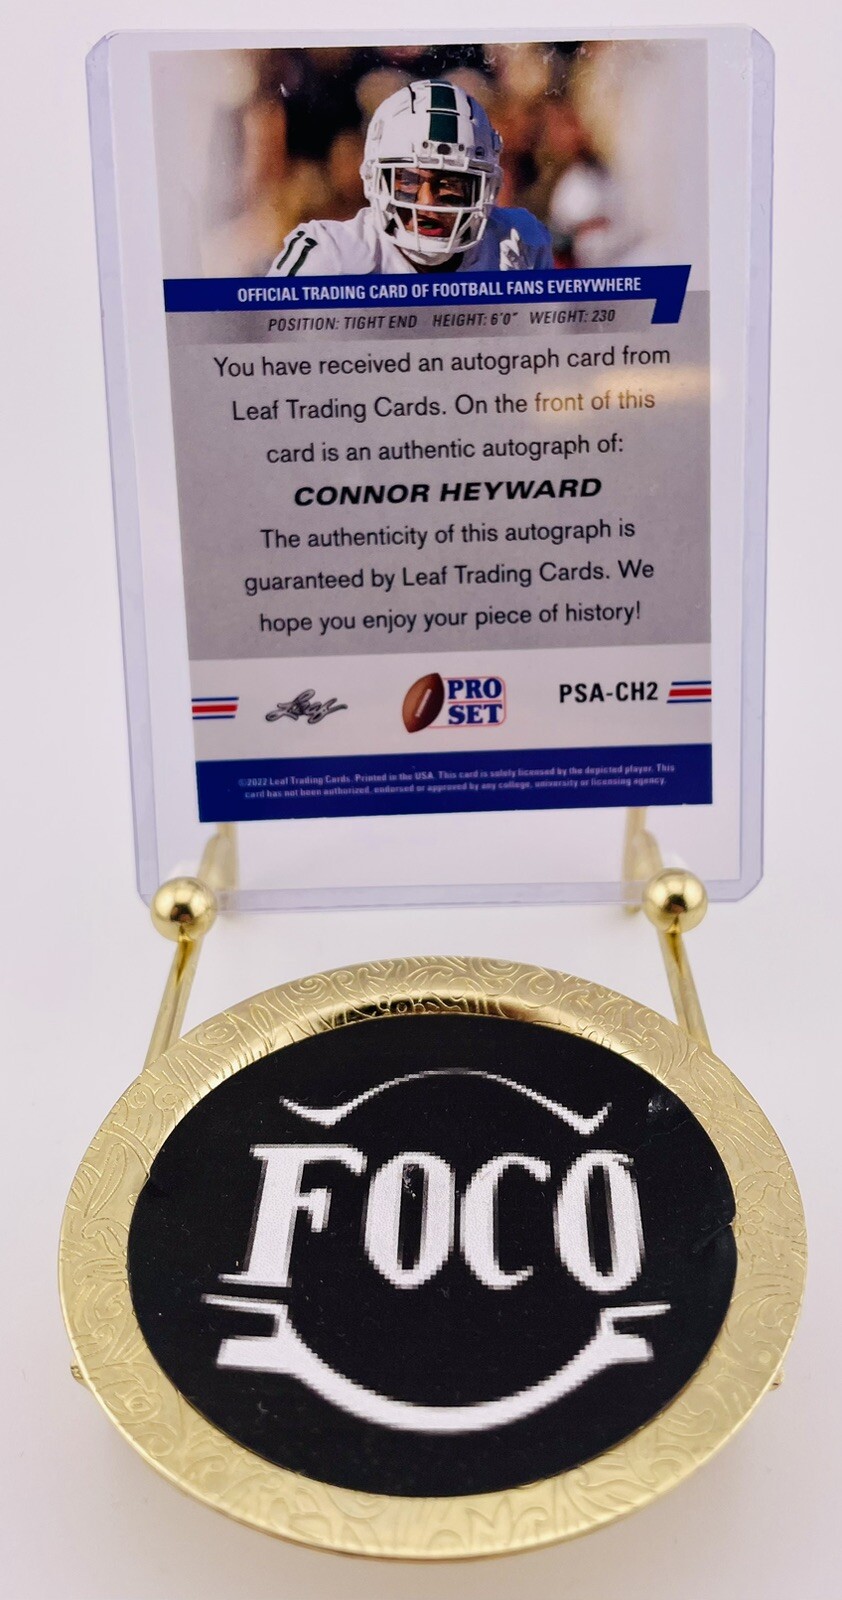 11
OFFICIAL TRADING CARD OF FOOTBALL FANS EVERYWHERE
POSITION: TIGHT END HEIGHT: 6'0" WEIGHT: 230
You have received an autograph card from
Leaf Trading Cards. On the front of this
card is an authentic autograph of:
CONNOR HEYWARD
The authenticity of this autograph is
guaranteed by Leaf Trading Cards. We
hope you enjoy your piece of history!
Leaf
PRO
SET
PSA-CH2
©2022 Leaf Trading Cards. Printed in the USA. This card is solely licensed by the depicted player. This
card has not been authorized, endorsed or approved by any college, university or licensing agency.
FOCO